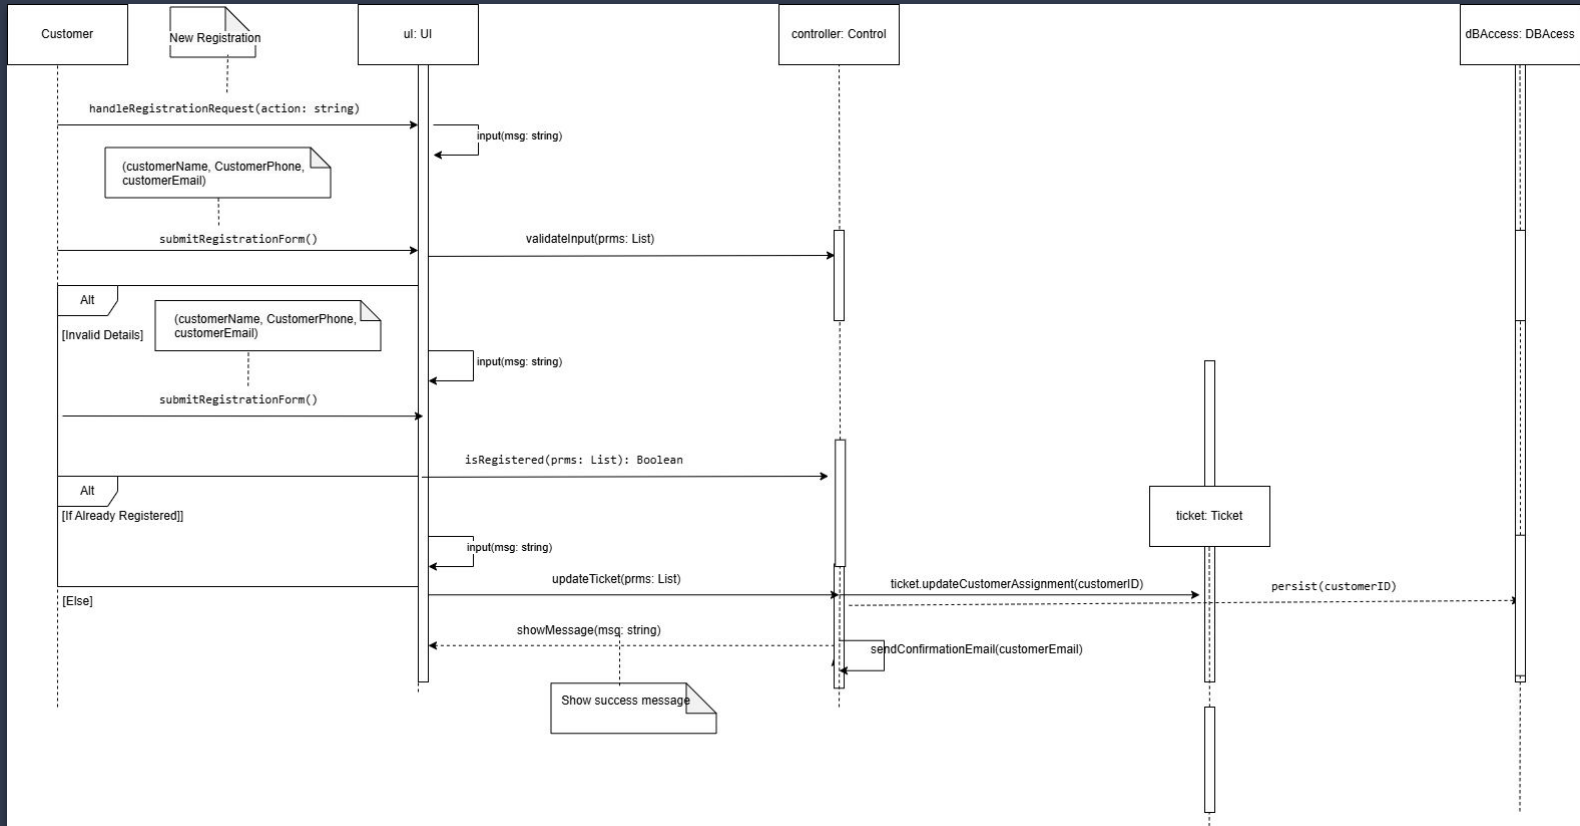 Customer
New Registration
ul: UI
controller: Control
dBAccess: DBAcess
handleRegistrationRequest(action: string)
input(msg: string)
(customerName, CustomerPhone,
customerEmail)
submitRegistrationForm()
validateInput(prms: List)
Alt
[Invalid Details]
(customerName, CustomerPhone,
customerEmail)
input(msg: string)
submitRegistrationForm()
isRegistered(prms: List): Boolean
Alt
[If Already Registered]]
ticket: Ticket
input(msg: string)
updateTicket(prms: List)
ticket.updateCustomerAssignment(customerID)
persist(customerID)
[Else]
showMessage(msg: string)
sendConfirmationEmail(customerEmail)
Show success message